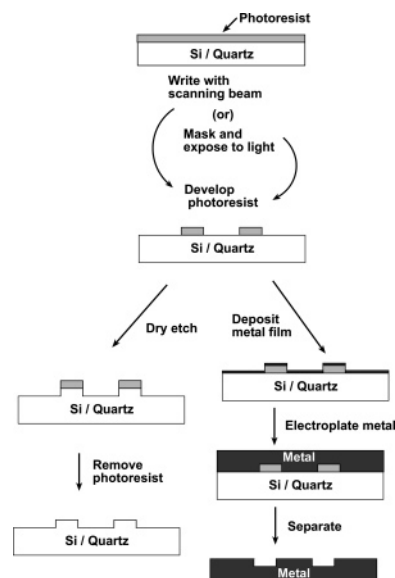 Photoresist
Si / Quartz
Write with
scanning beam
(or)
Mask and
expose to light
Develop
photoresist
Si / Quartz
Dry etch
Deposit
metal film
Si / Quartz
Si / Quartz
Electroplate metal
Remove
photoresist
Metal
Si / Quartz
Separate
Si / Quartz
Metal